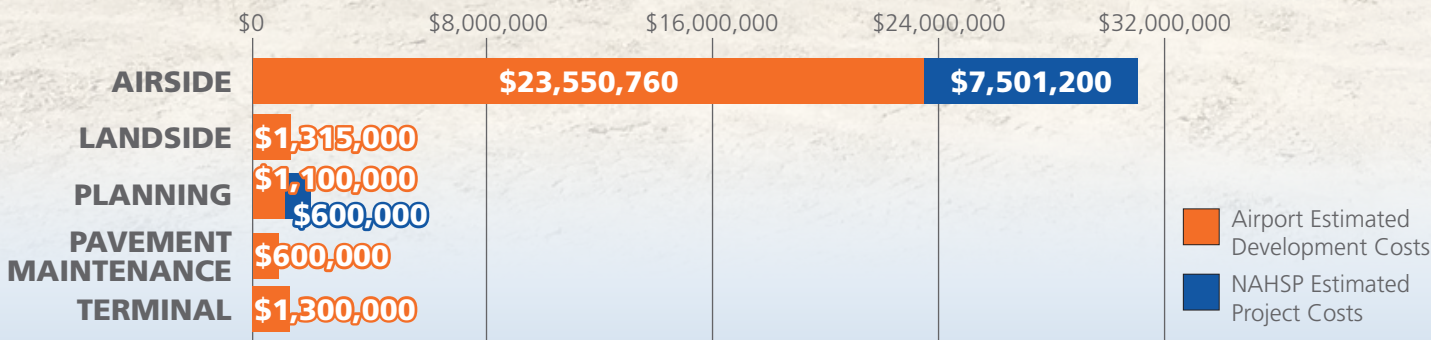 $0 $8,000,000 $16,000,000 $24,000,000 $32,000,000
AIRSIDE $23,550,760 $7,501,200
LANDSIDE $1,315,000
PLANNING $1,100,000
$600,000
PAVEMENT
MAINTENANCE $600,000
TERMINAL $1,300,000
Airport Estimated
Development Costs
NAHSP Estimated
Project Costs